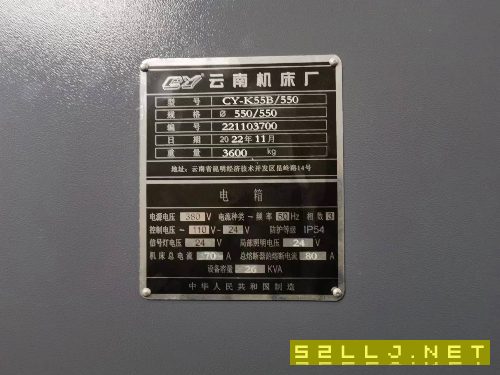 CY 云南机床厂
型号 CY-K55B/550
规格 ø 550/550
编号 221103700
日期 2022年11月
重量 3600 kg
地址:云南省昆明经济技术开发区昆岭路14号
电箱
电源电压 380 V 电流种类 ~ 频率 50 Hz 相数 3
控制电压 ~ 110 V ~ 24 V 防护等级 IP54
信号灯电压 24 V 局部照明电压 24 V
机床总电流 70 A 总熔断器的熔断电流 80 A
设备容量 26 KVA
中华人民共和国制造
52LLJ.NET